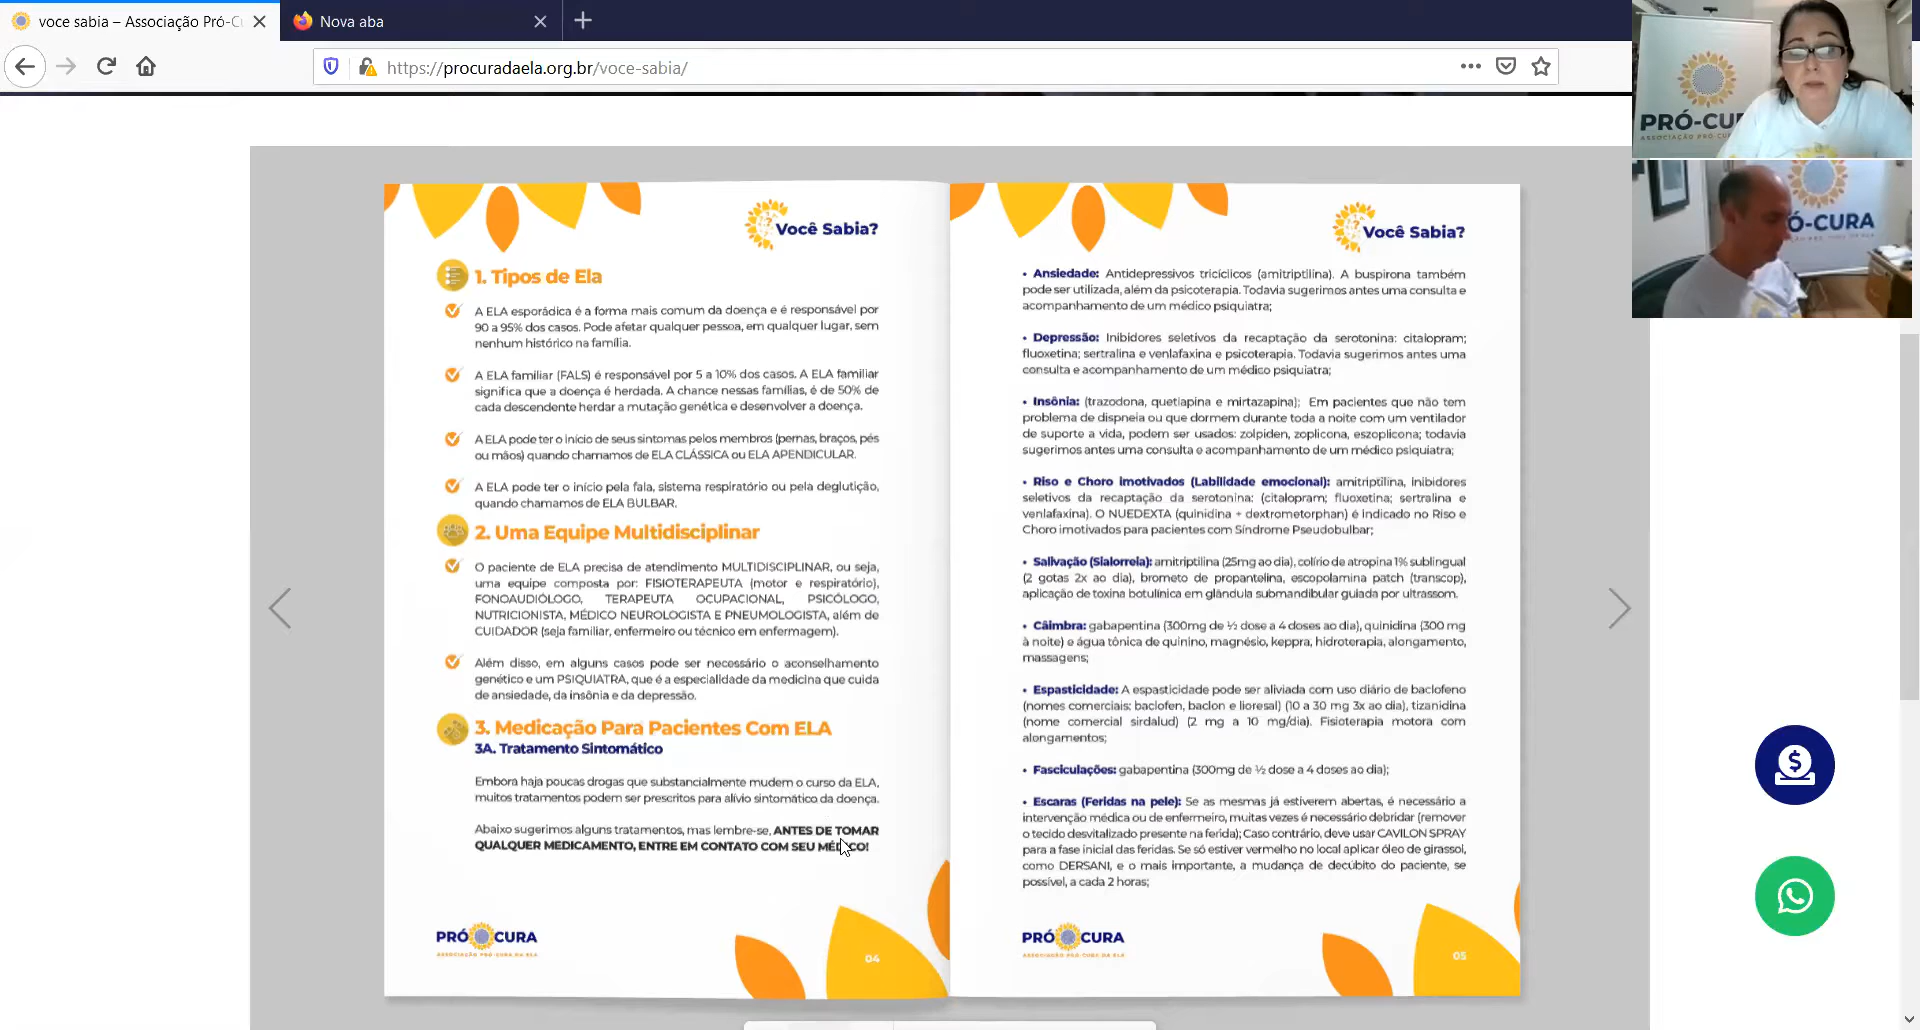 voce sabia – Associação Pró-Cu
Nova aba
https://procuradaela.org.br/voce-sabia/
PRÓ-CU
ASSOCIAÇÃO PRÓ-CURA
Ó-CURA
Você Sabia?
1. Tipos de Ela
A ELA esporádica é a forma mais comum da doença e é responsável por
90 a 95% dos casos. Pode afetar qualquer pessoa, em qualquer lugar, sem
nenhum histórico na família.
A ELA familiar (FALS) é responsável por 5 a 10% dos casos. A ELA familiar
significa que a doença é herdada. A chance nessas famílias, é de 50% de
cada descendente herdar a mutação genética e desenvolver a doença.
A ELA pode ter o início de seus sintomas pelos membros (pernas, braços, pés
ou mãos) quando chamamos de ELA CLÁSSICA ou ELA APENDICULAR.
A ELA pode ter o início pela fala, sistema respiratório ou pela deglutição,
quando chamamos de ELA BULBAR.
2. Uma Equipe Multidisciplinar
O paciente de ELA precisa de atendimento MULTIDISCIPLINAR, ou seja,
uma equipe composta por: FISIOTERAPEUTA (motor e respiratório),
FONOAUDIÓLOGO, TERAPEUTA OCUPACIONAL, PSICÓLOGO,
NUTRICIONISTA, MÉDICO NEUROLOGISTA E PNEUMOLOGISTA, além de
CUIDADOR (seja familiar, enfermeiro ou técnico em enfermagem).
Além disso, em alguns casos pode ser necessário o aconselhamento
genético e um PSIQUIATRA, que é a especialidade da medicina que cuida
de ansiedade, da insônia e da depressão.
3. Medicação Para Pacientes Com ELA
3A. Tratamento Sintomático
Embora haja poucas drogas que substancialmente mudem o curso da ELA,
muitos tratamentos podem ser prescritos para alívio sintomático da doença.
Abaixo sugerimos alguns tratamentos, mas lembre-se, ANTES DE TOMAR
QUALQUER MEDICAMENTO, ENTRE EM CONTATO COM SEU MÉDICO!
PRÓ CURA
ASSOCIAÇÃO PRÓ-CURA DA ELA
04
Você Sabia?
• Ansiedade: Antidepressivos tricíclicos (amitriptilina). A buspirona também
pode ser utilizada, além da psicoterapia. Todavia sugerimos antes uma consulta e
acompanhamento de um médico psiquiatra;
• Depressão: Inibidores seletivos da recaptação da serotonina: citalopram;
fluoxetina; sertralina e venlafaxina e psicoterapia. Todavia sugerimos antes uma
consulta e acompanhamento de um médico psiquiatra;
• Insônia: (trazodona, quetiapina e mirtazapina); Em pacientes que não tem
problema de dispneia ou que dormem durante toda a noite com um ventilador
de suporte a vida, podem ser usados: zolpiden, zoplicona, eszoplicona; todavia
sugerimos antes uma consulta e acompanhamento de um médico psiquiatra;
• Riso e Choro imotivados (Labilidade emocional): amitriptilina, inibidores
seletivos da recaptação da serotonina: (citalopram; fluoxetina; sertralina e
venlafaxina). O NUEDEXTA (quinidina + dextrometorphan) é indicado no Riso e
Choro imotivados para pacientes com Síndrome Pseudobulbar;
• Salivação (Sialorreia): amitriptilina (25mg ao dia), colírio de atropina 1% sublingual
(2 gotas 2x ao dia), brometo de propantelina, escopolamina patch (transcop),
aplicação de toxina botulínica em glândula submandibular guiada por ultrassom.
• Câimbra: gabapentina (300mg de ½ dose a 4 doses ao dia), quinidina (300 mg
à noite) e água tônica de quinino, magnésio, keppra, hidroterapia, alongamento,
massagens;
• Espasticidade: A espasticidade pode ser aliviada com uso diário de baclofeno
(nomes comerciais: baclofen, baclon e lioresal) (10 a 30 mg 3x ao dia), tizanidina
(nome comercial sirdalud) (2 mg a 10 mg/dia). Fisioterapia motora com
alongamentos;
• Fasciculações: gabapentina (300mg de ½ dose a 4 doses ao dia);
• Escaras (Feridas na pele): Se as mesmas já estiverem abertas, é necessário a
intervenção médica ou de enfermeiro, muitas vezes é necessário debridar (remover
o tecido desvitalizado presente na ferida); Caso contrário, deve usar CAVILON SPRAY
para a fase inicial das feridas. Se só estiver vermelho no local aplicar óleo de girassol,
como DERSANI, e o mais importante, a mudança de decúbito do paciente, se
possível, a cada 2 horas;
PRÓ CURA
ASSOCIAÇÃO PRÓ-CURA DA ELA
05